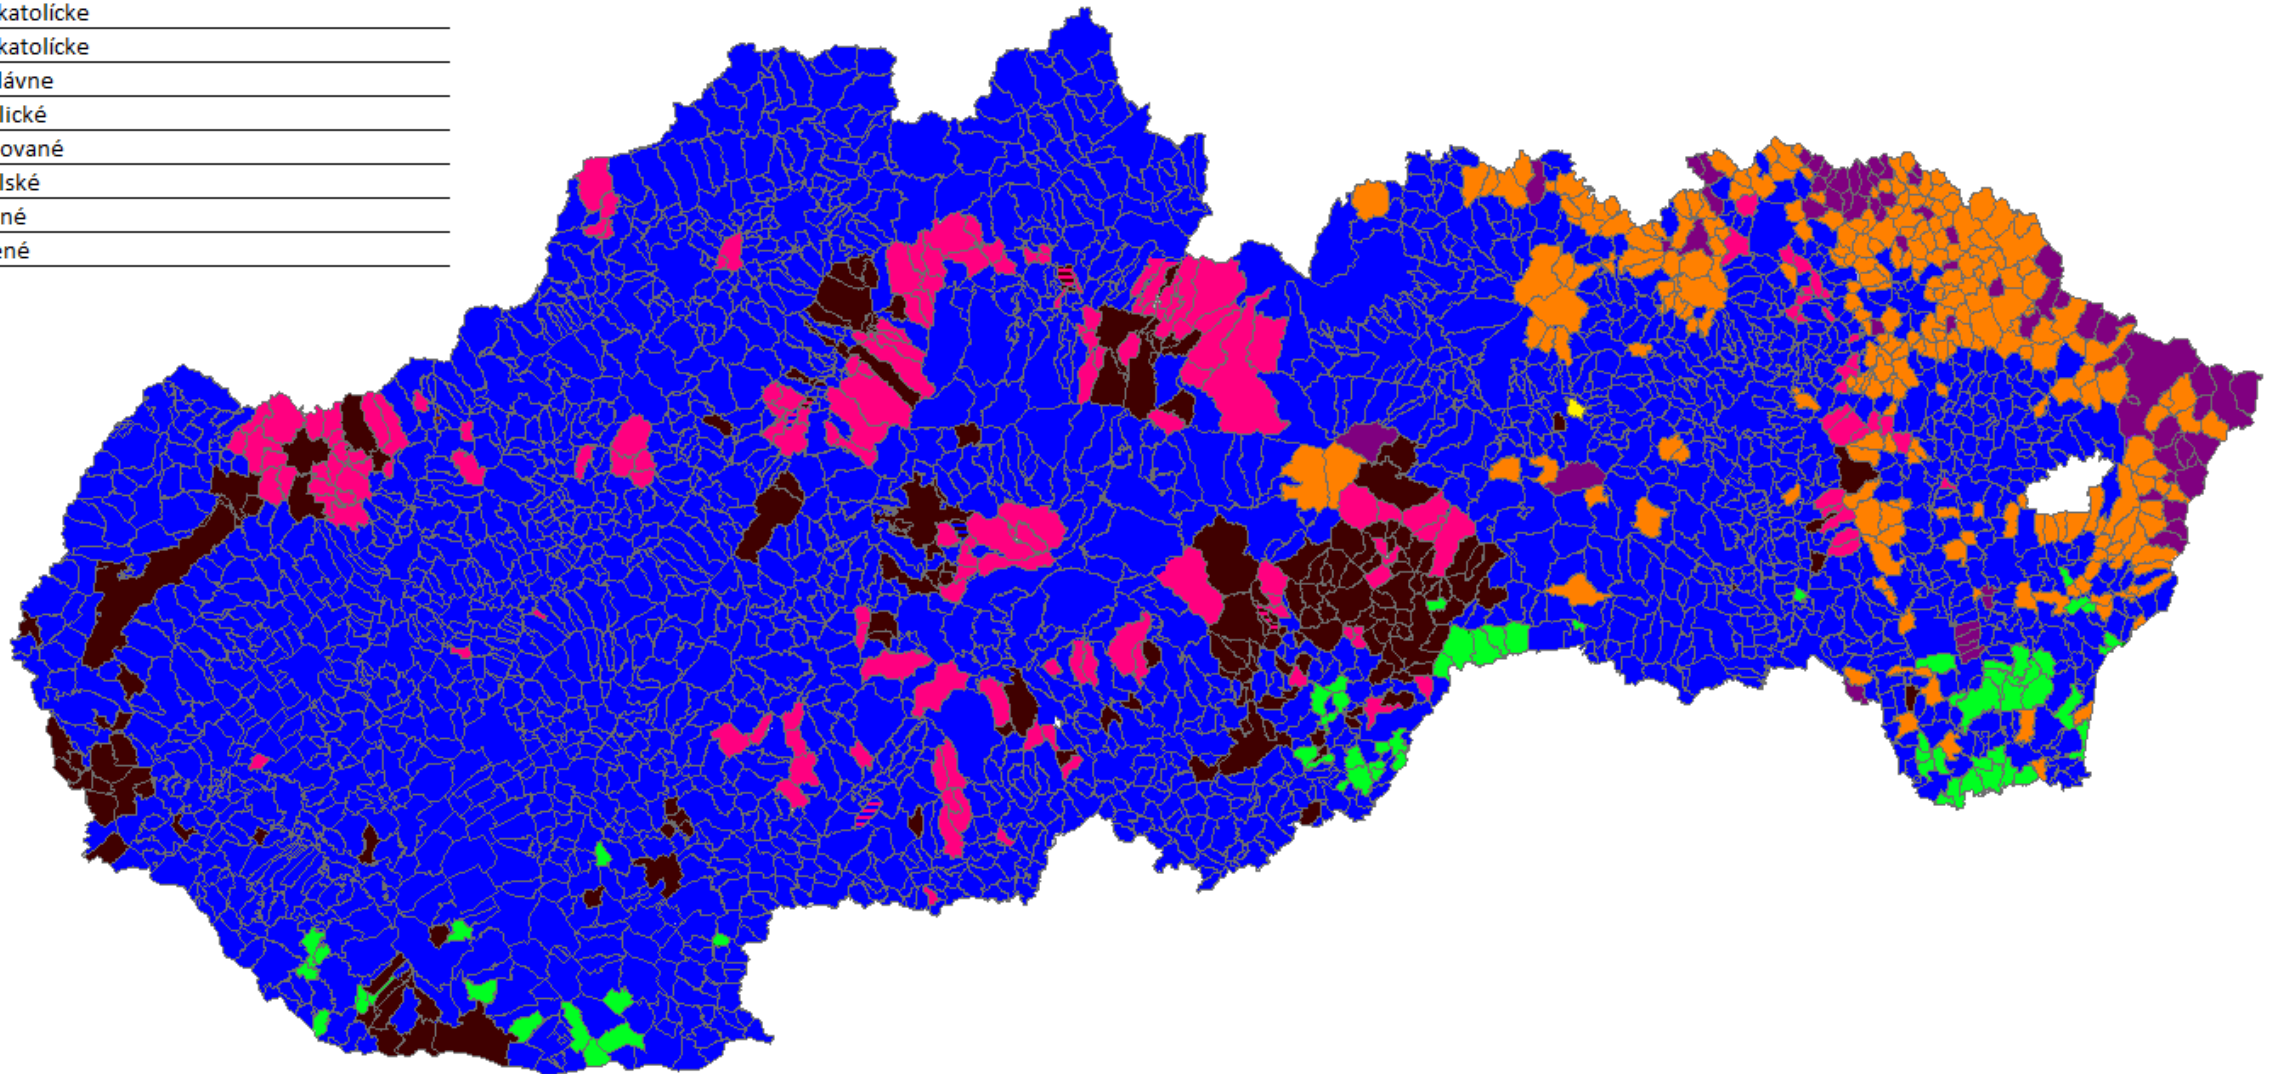 katolícke
katolícke
lávne
lické
ované
lské
né
ené